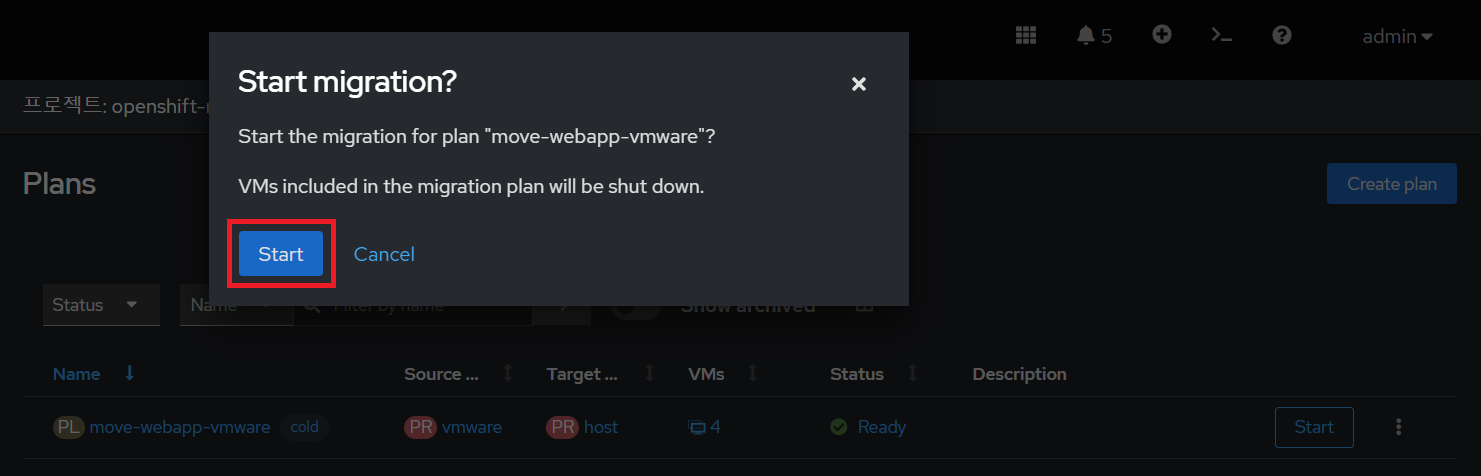 5
admin
프로젝트: openshift-
Start migration?
Start the migration for plan "move-webapp-vmware"?
VMs included in the migration plan will be shut down.
Start
Cancel
Plans
Create plan
Status
Name
Filter by name
Show archived
Name
Source ...
Target ...
VMs
Status
Description
PL move-webapp-vmware cold
PR vmware
PR host
4
Ready
Start